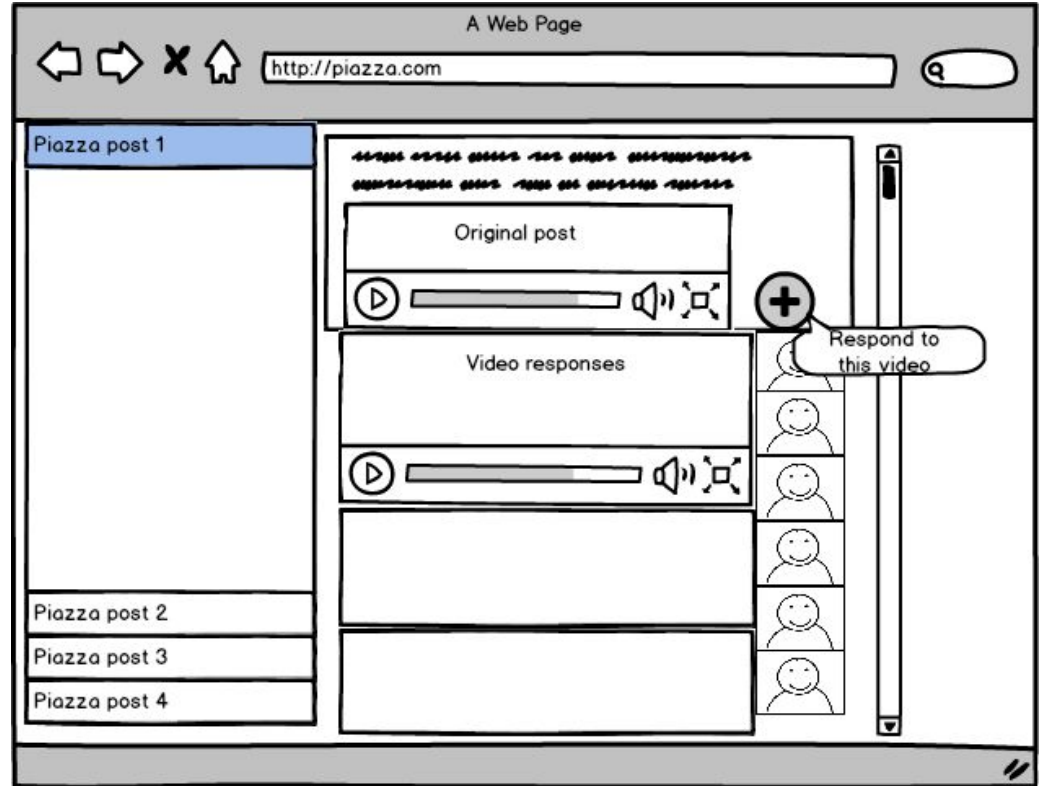 A Web Page
http://piazza.com
Piazza post 1
Original post
Respond to
this video
Video responses
Piazza post 2
Piazza post 3
Piazza post 4